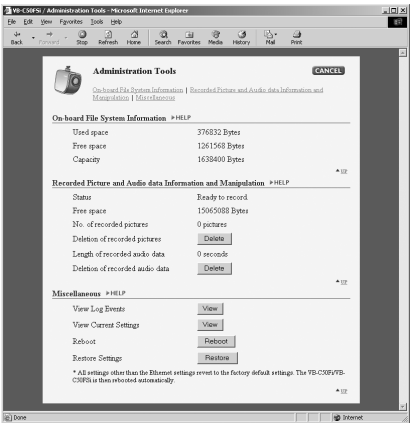 VB-C50FSi / Administration Tools - Microsoft Internet Explorer
File Edit View Favorites Tools Help
Back Forward Stop Refresh Home Search Favorites Media History Mail Print
Administration Tools
CANCEL
On-board File System Information | Recorded Picture and Audio data Information and
Manipulation | Miscellaneous
On-board File System Information ▶HELP
Used space 376832 Bytes
Free space 1261568 Bytes
Capacity 1638400 Bytes
▲UP
Recorded Picture and Audio data Information and Manipulation ▶HELP
Status Ready to record.
Free space 15065088 Bytes
No. of recorded pictures 0 pictures
Deletion of recorded pictures Delete
Length of recorded audio data 0 seconds
Deletion of recorded audio data Delete
▲UP
Miscellaneous ▶HELP
View Log Events View
View Current Settings View
Reboot Reboot
Restore Settings Restore
* All settings other than the Ethernet settings revert to the factory default settings. The VB-C50Fi/VB-
C50FSi is then rebooted automatically.
▲UP
Done Internet